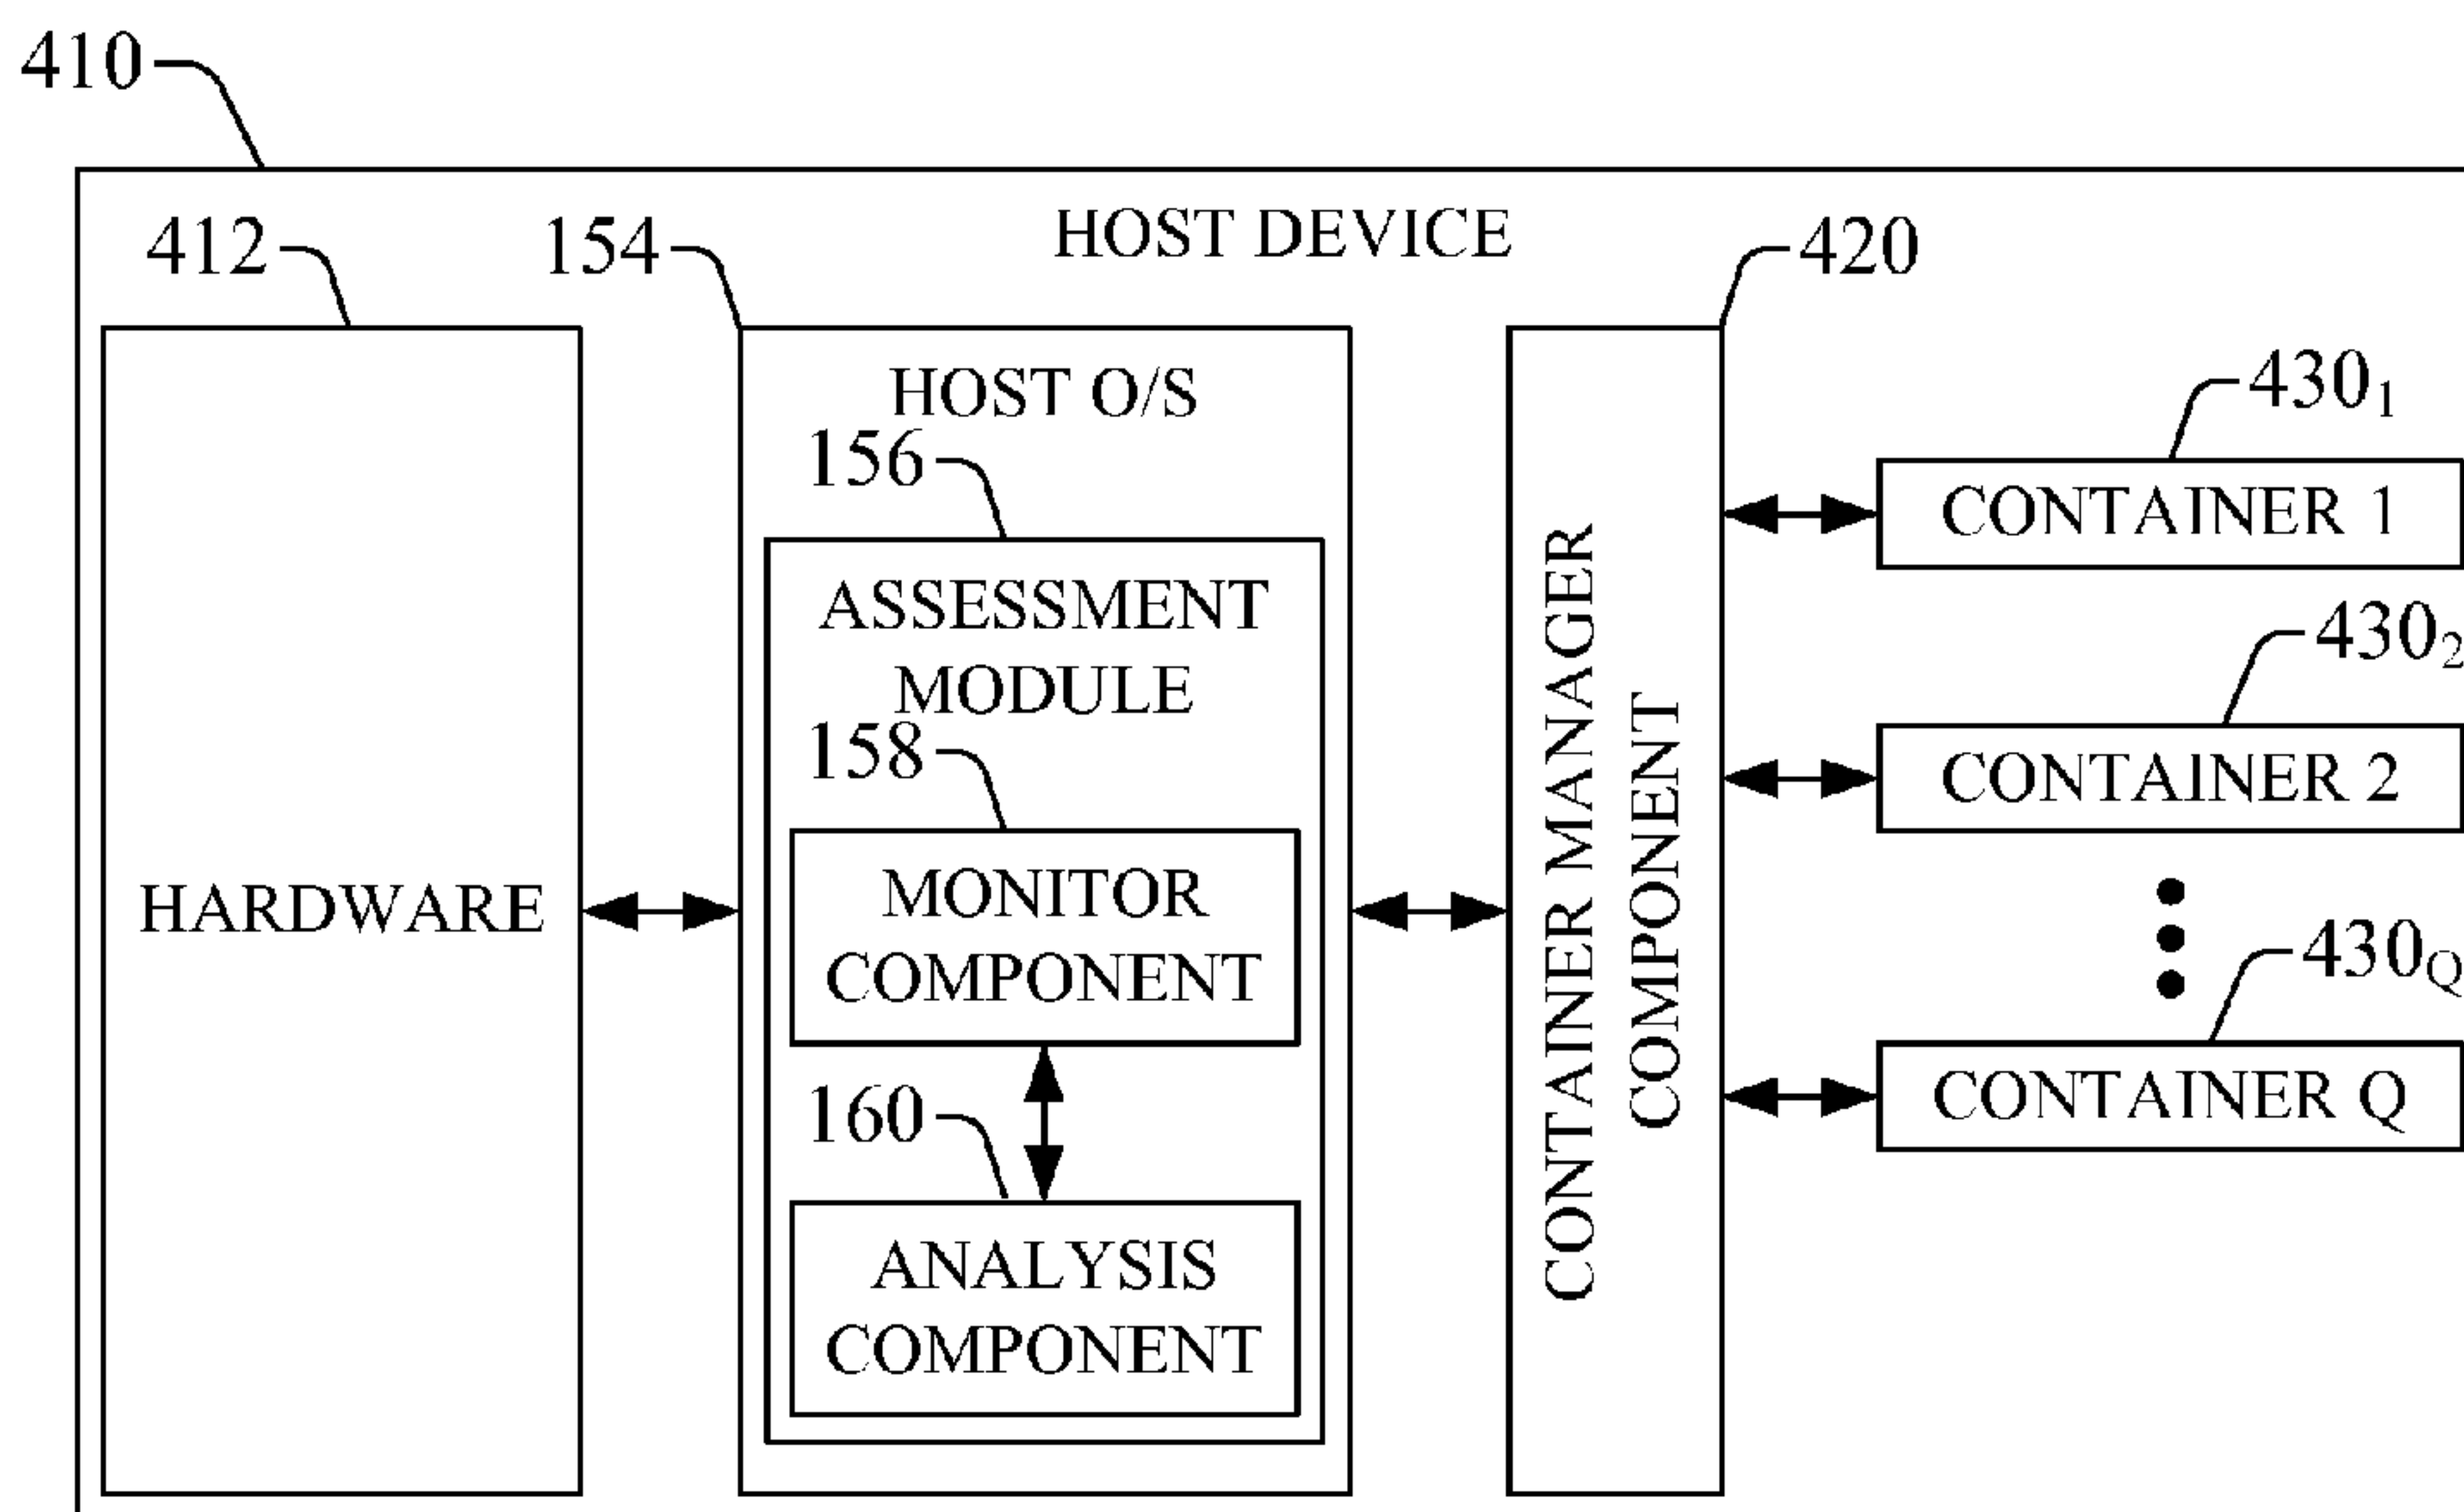 410
HOST DEVICE
412
154
420
HOST O/S
430₁
156
CONTAINER 1
ASSESSMENT
MODULE
430₂
158
CONTAINER 2
MONITOR
COMPONENT
HARDWARE
CONTAINER MANAGER
COMPONENT
430Q
160
CONTAINER Q
ANALYSIS
COMPONENT